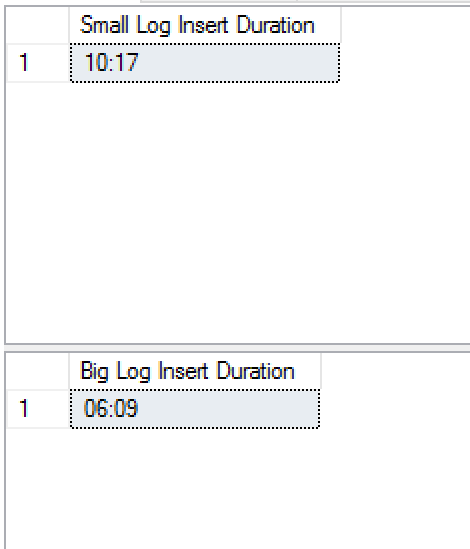 Small Log Insert Duration
1 10:17
Big Log Insert Duration
1 06:09